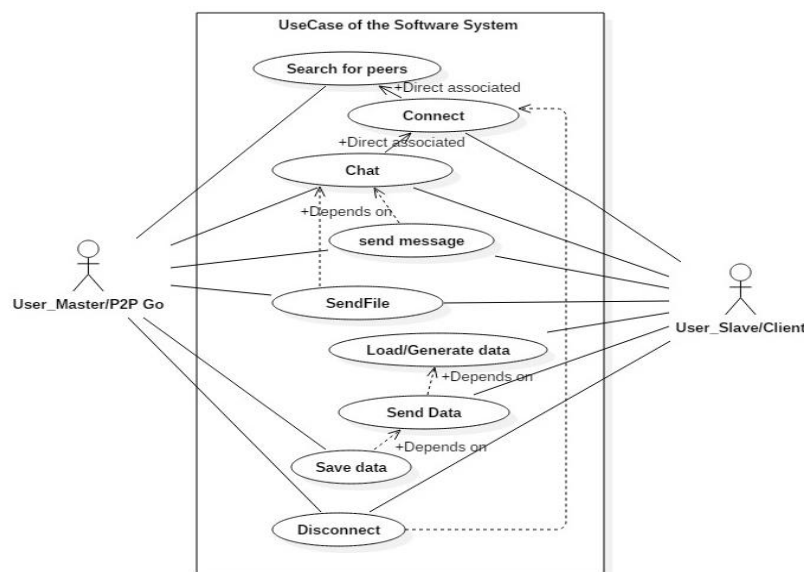 UseCase of the Software System
Search for peers
+Direct associated
Connect
+Direct associated
Chat
+Depends on
send message
User_Master/P2P Go
SendFile
User_Slave/Client
Load/Generate data
+Depends on
Send Data
+Depends on
Save data
Disconnect